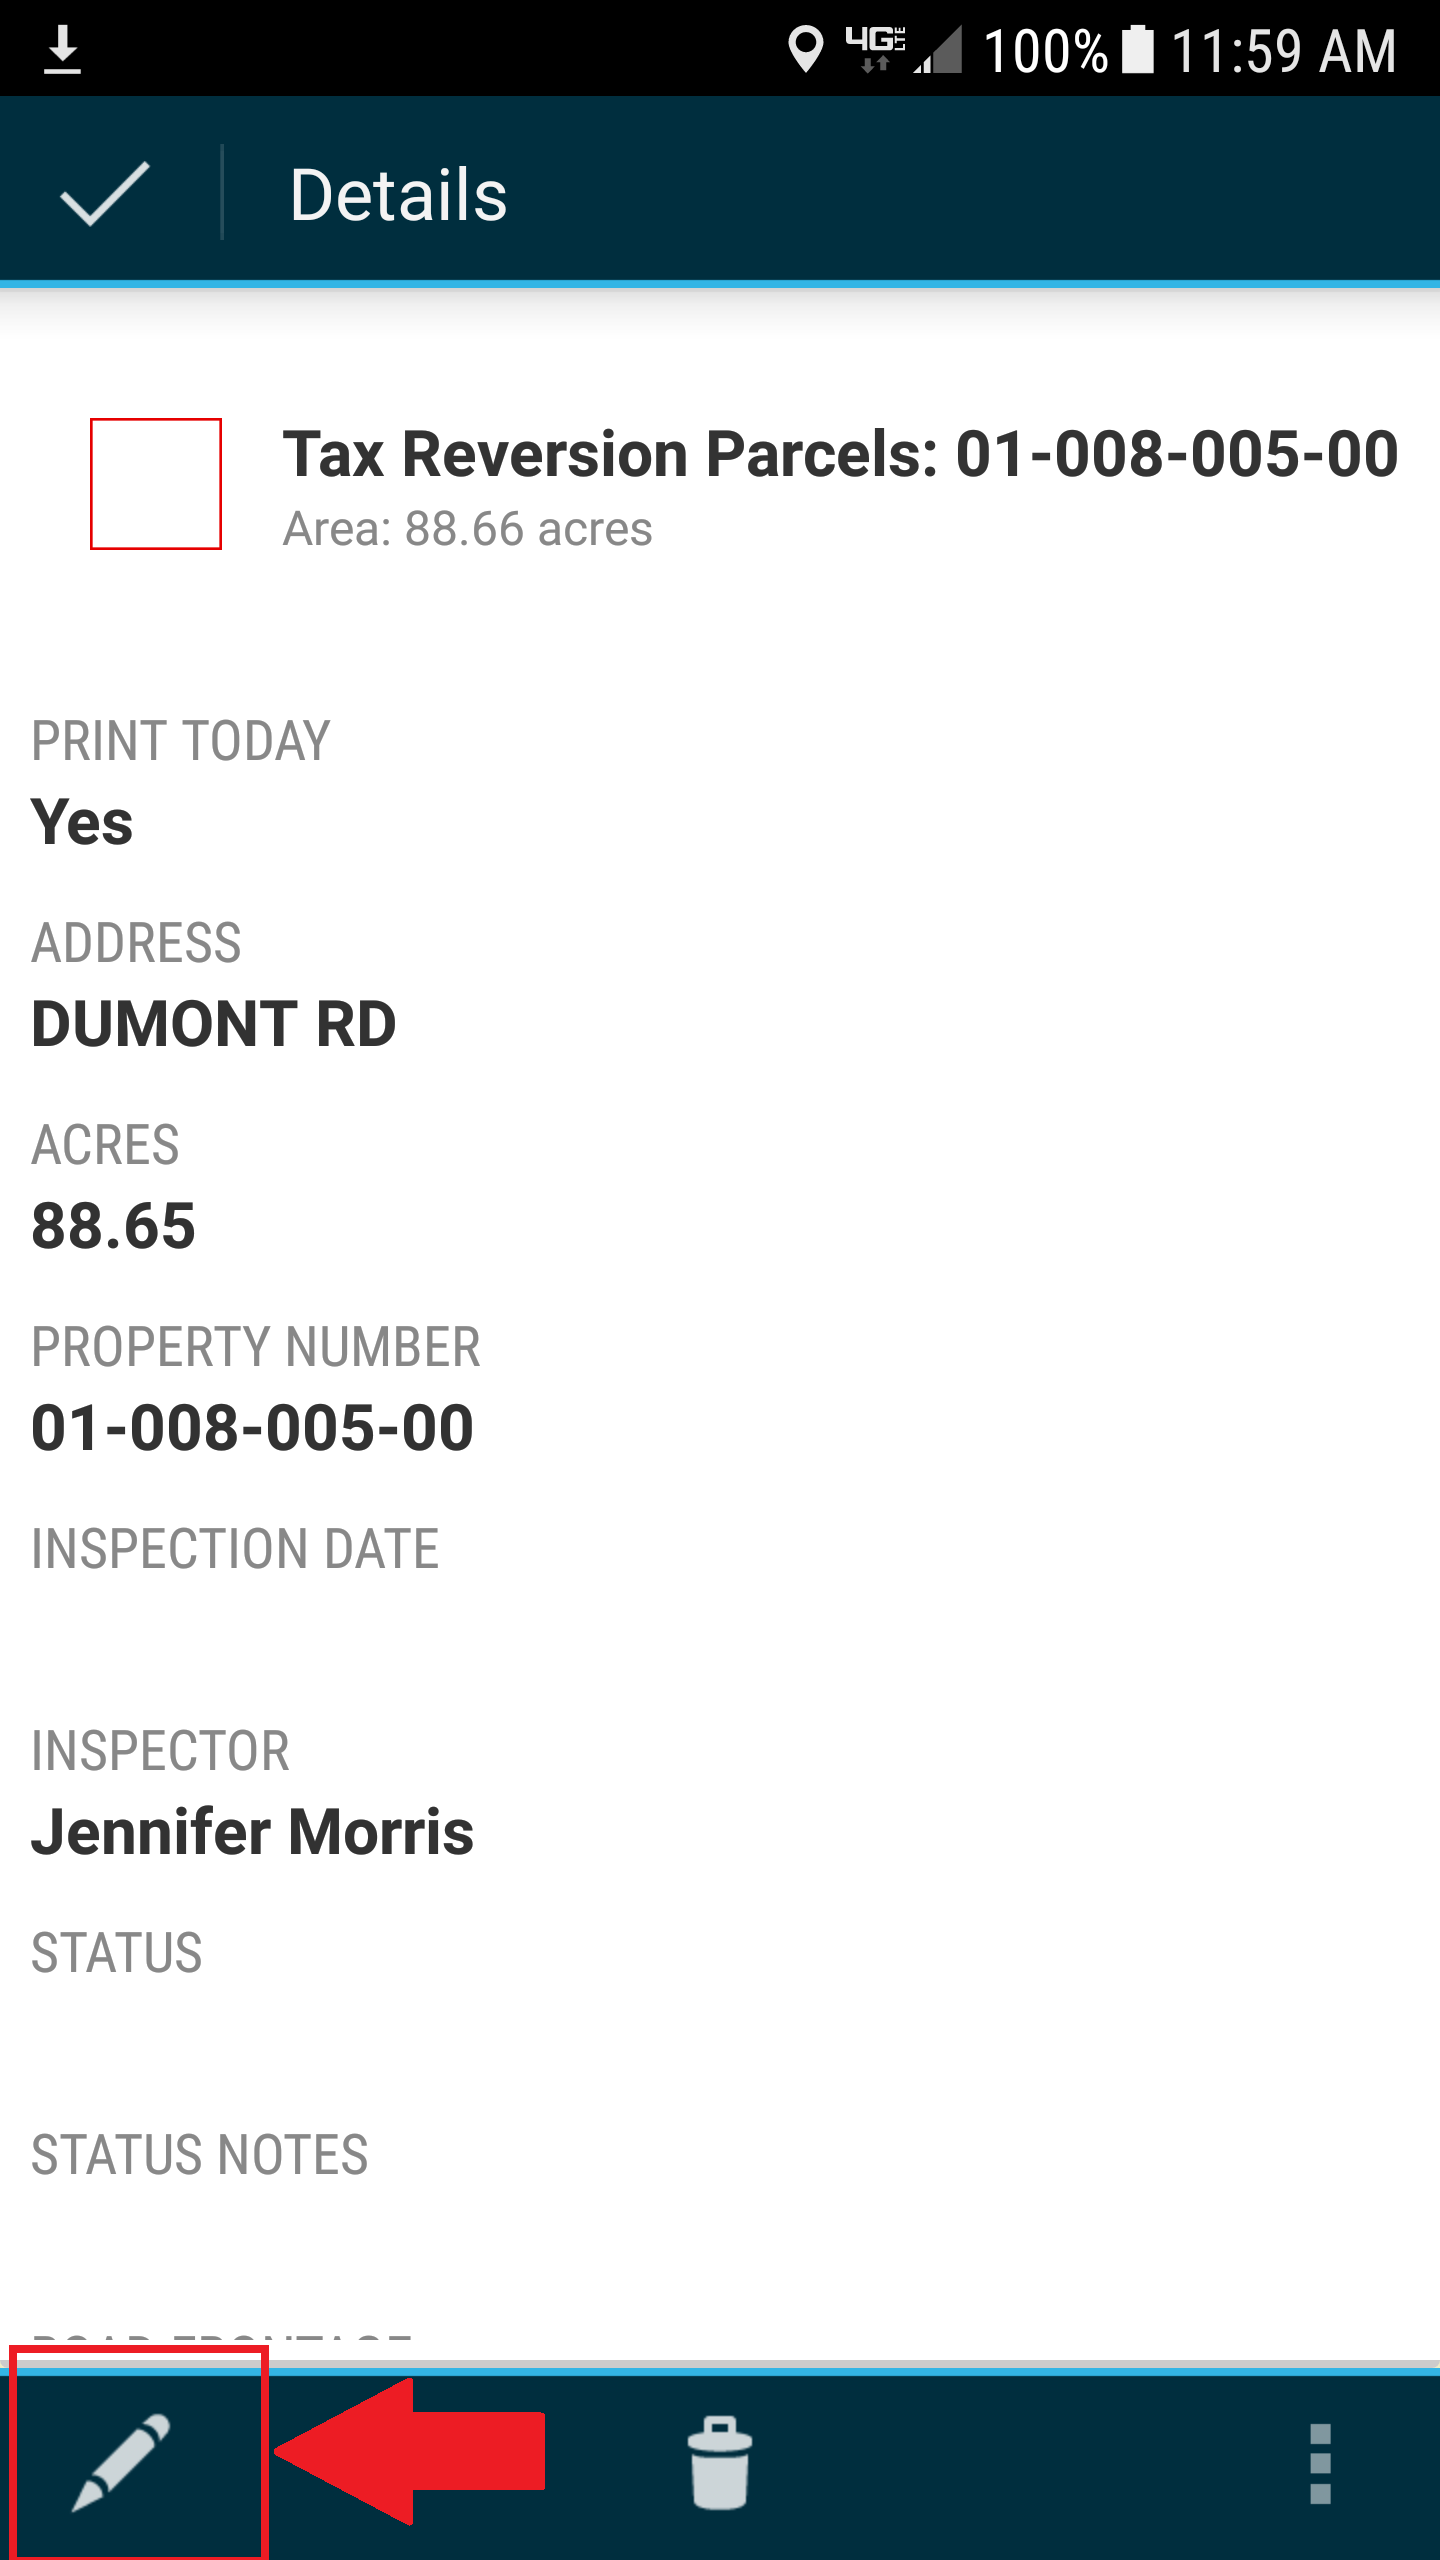 4G LTE 100% 11:59 AM
Details
Tax Reversion Parcels: 01-008-005-00
Area: 88.66 acres
PRINT TODAY
Yes
ADDRESS
DUMONT RD
ACRES
88.65
PROPERTY NUMBER
01-008-005-00
INSPECTION DATE
INSPECTOR
Jennifer Morris
STATUS
STATUS NOTES
ROAD FRONTAGE